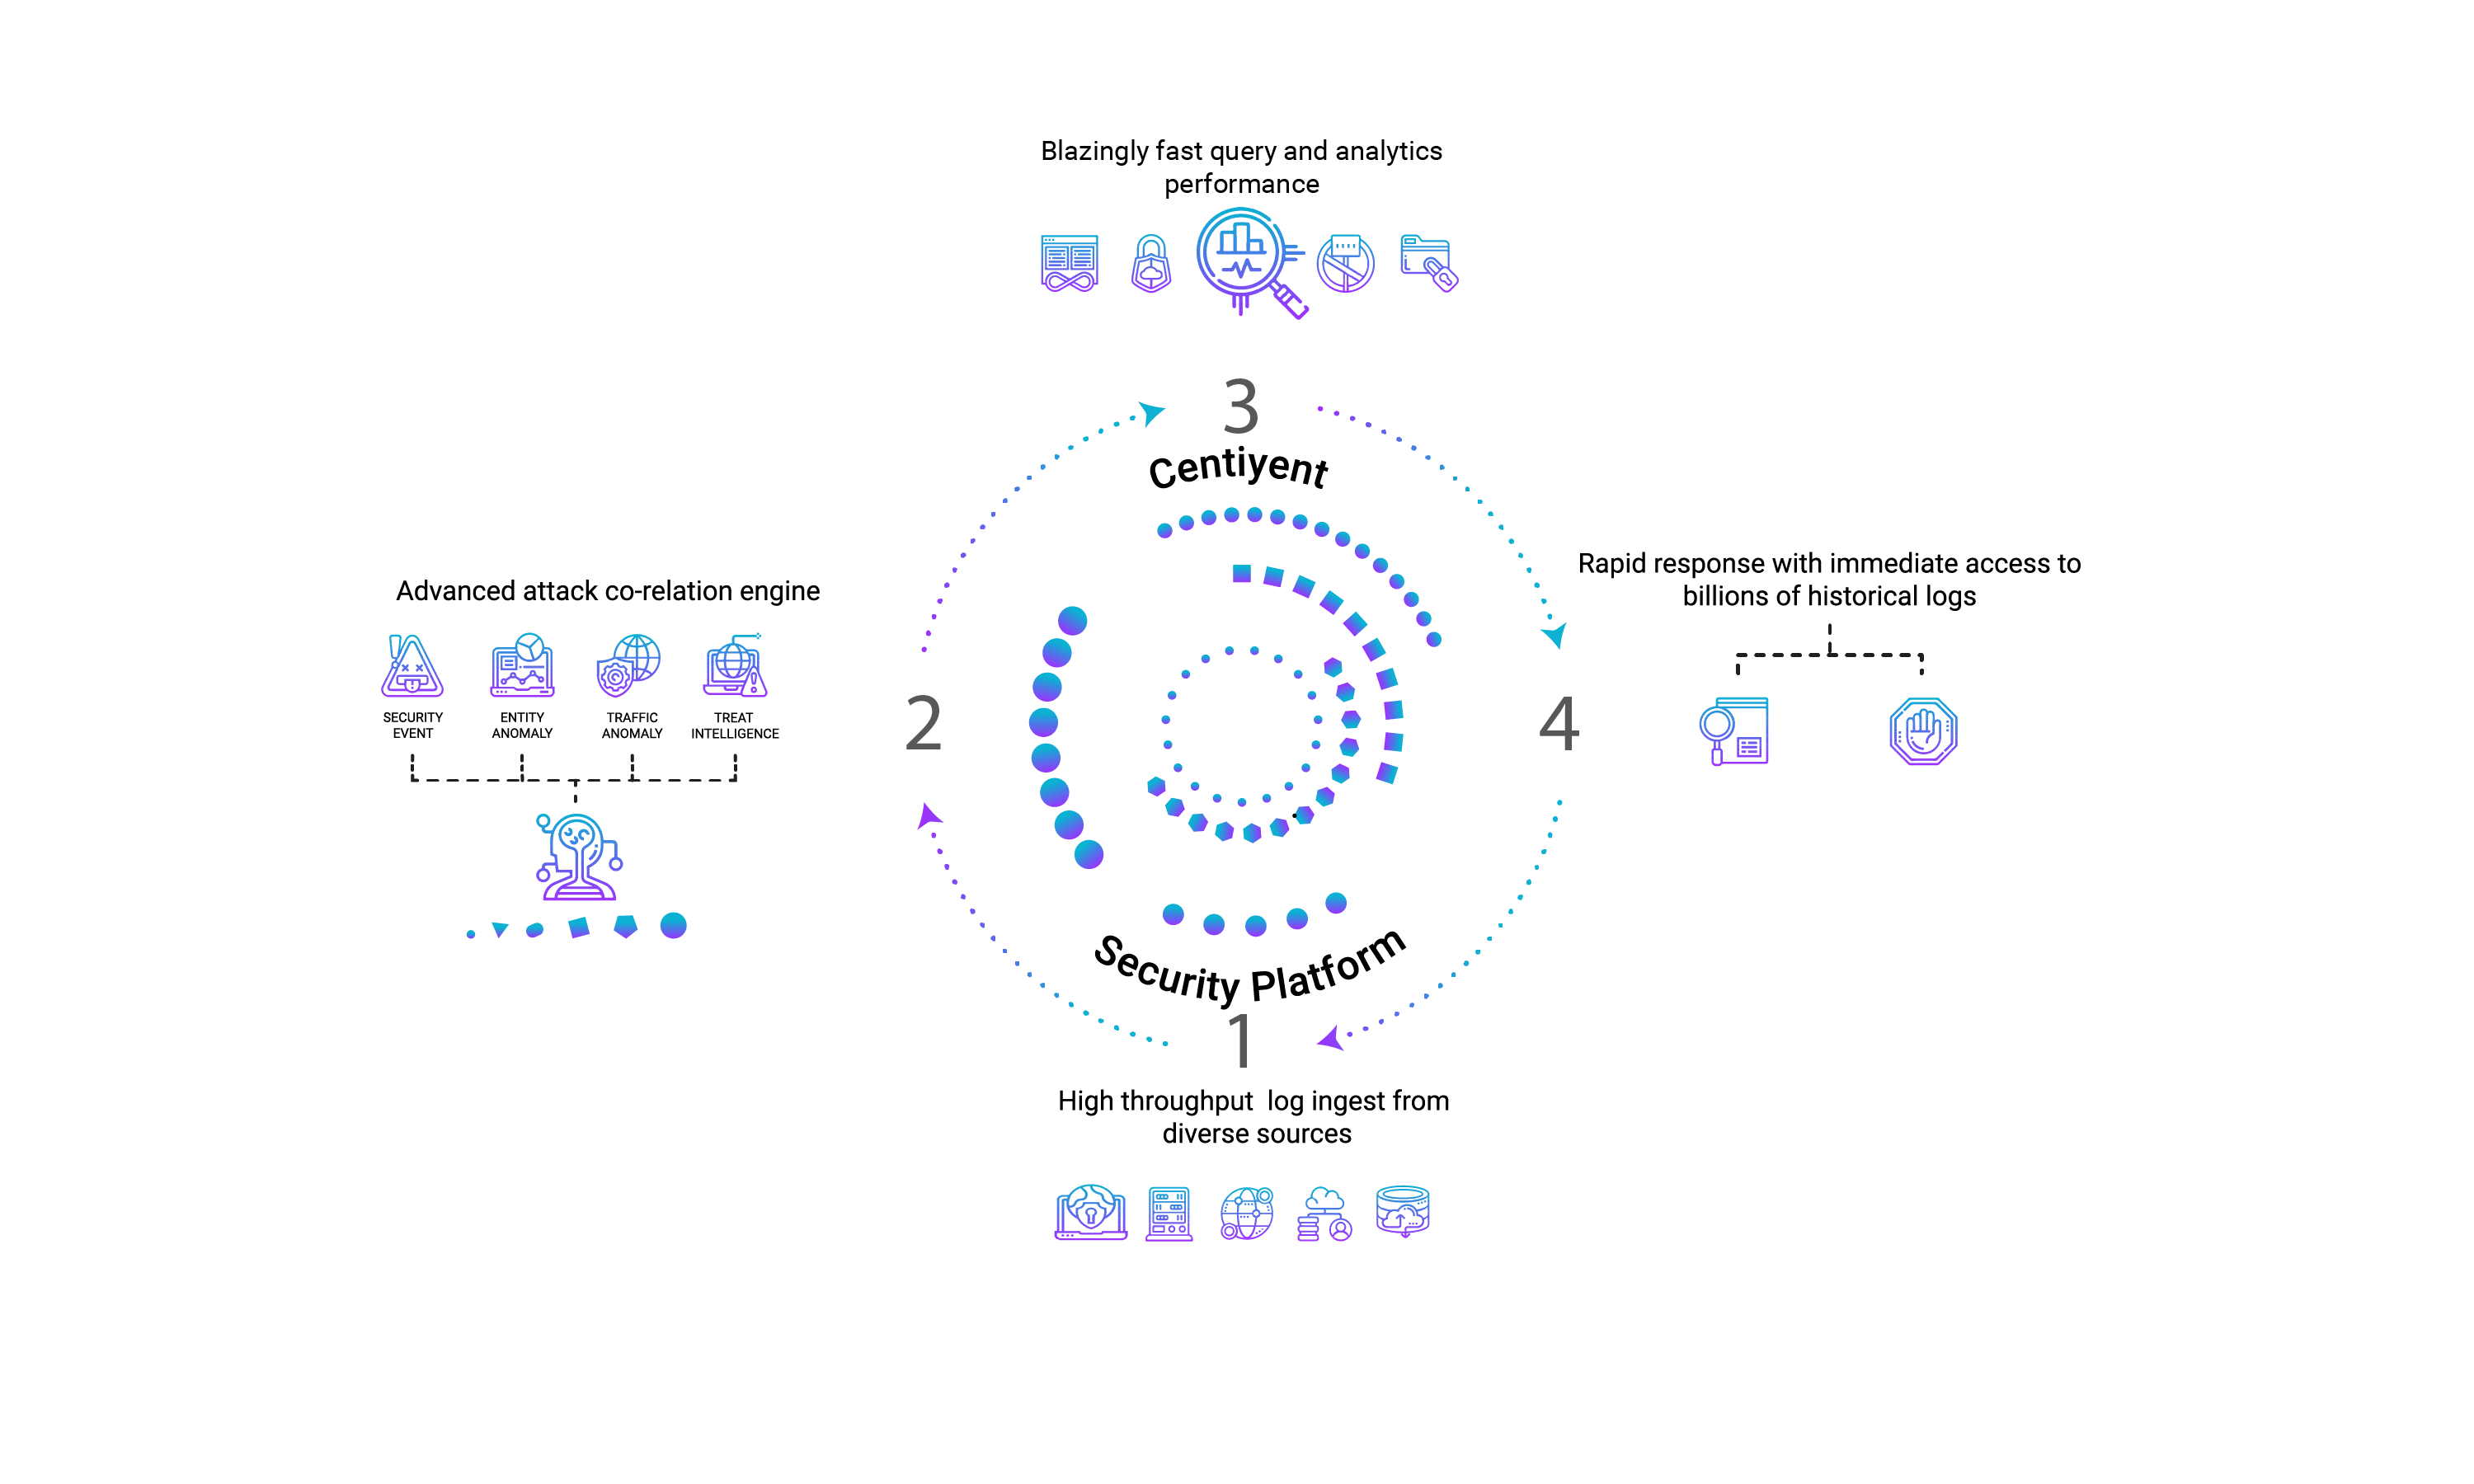 Blazingly fast query and analytics
performance
3
Centiyent
Advanced attack co-relation engine
SECURITY
EVENT
ENTITY
ANOMALY
TRAFFIC
ANOMALY
TREAT
INTELLIGENCE
2
Rapid response with immediate access to
billions of historical logs
4
Security Platform
1
High throughput  log ingest from
diverse sources